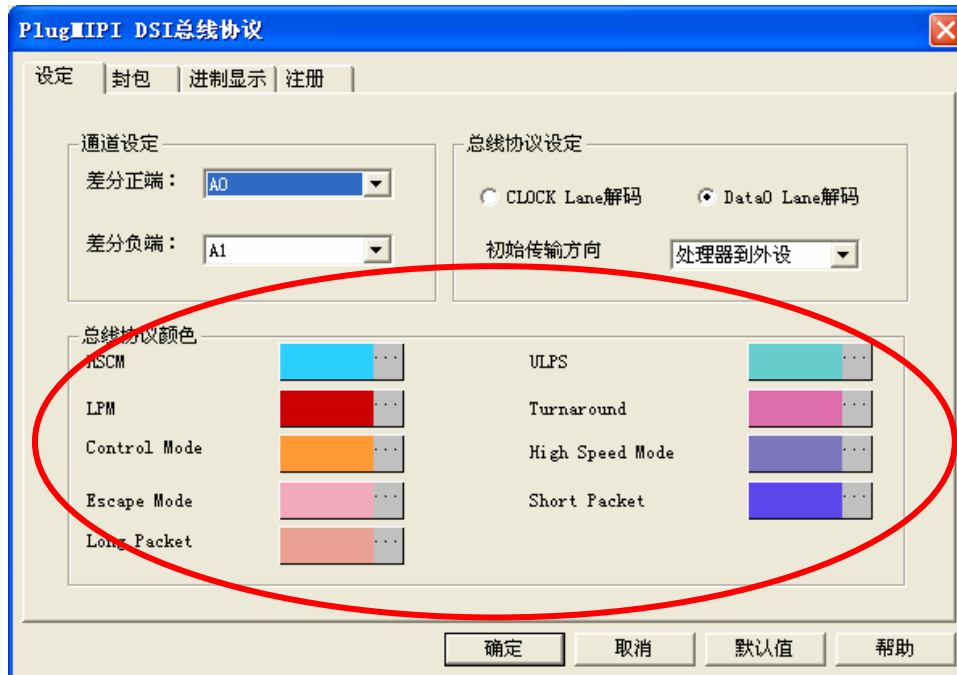 PlugMIPI DSI总线协议
设定 封包 进制显示 注册
通道设定
差分正端： A0
差分负端： A1
总线协议设定
CLOCK Lane解码 Data0 Lane解码
初始传输方向 处理器到外设
总线协议颜色
HSCM ... ULPS ...
LPM ... Turnaround ...
Control Mode ... High Speed Mode ...
Escape Mode ... Short Packet ...
Long Packet ...
确定 取消 默认值 帮助